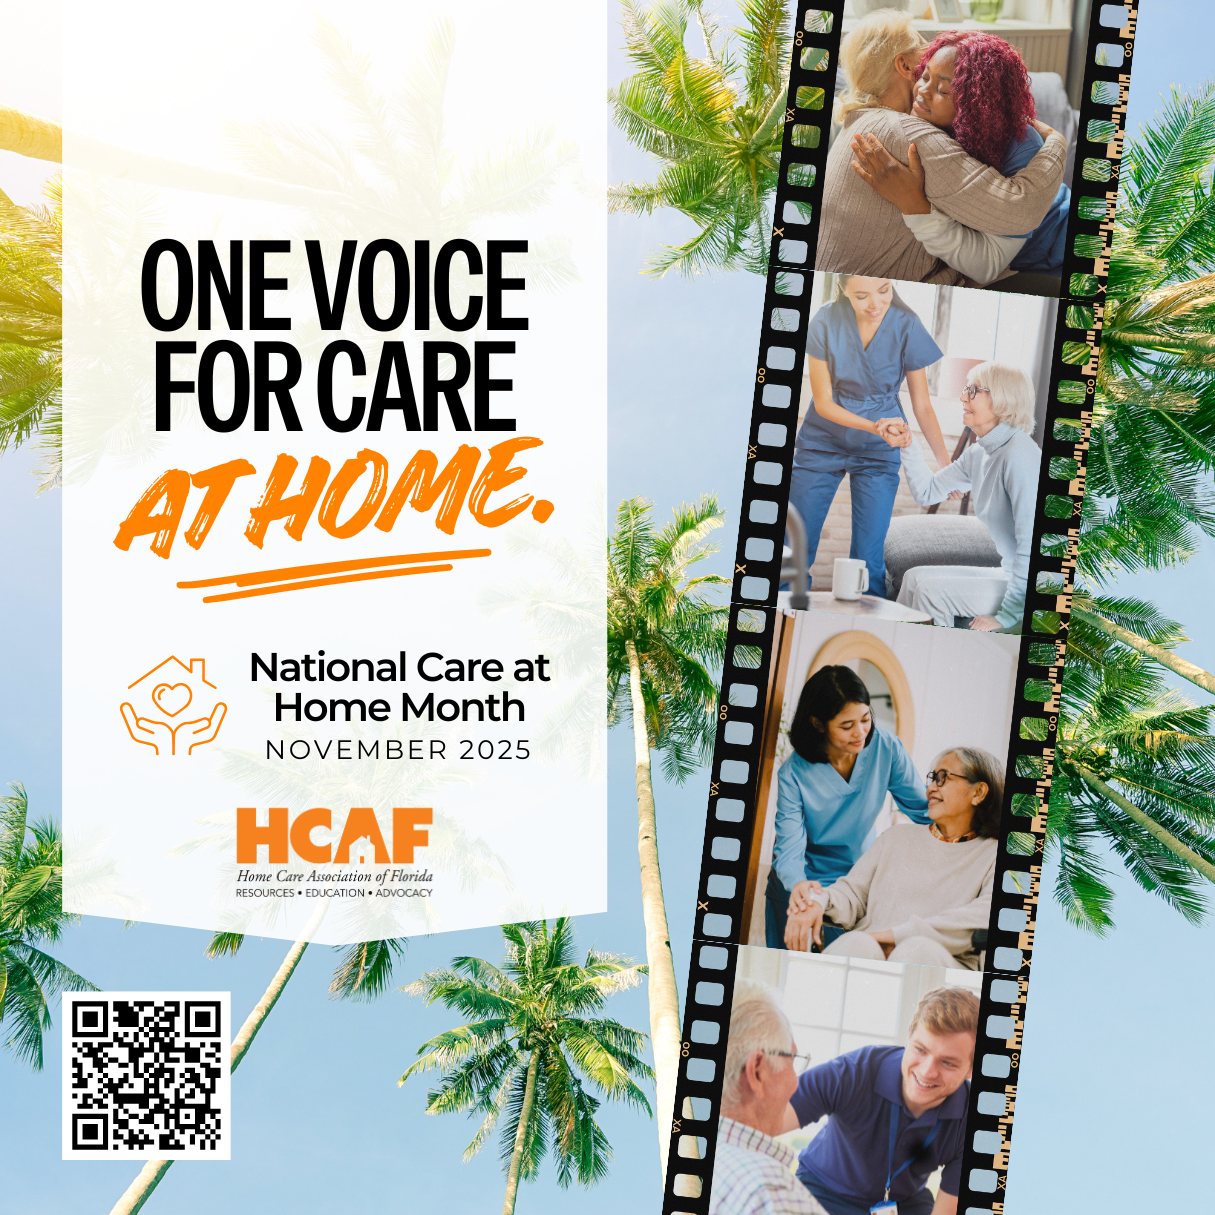 ONE VOICE
FOR CARE
AT HOME.
National Care at
Home Month
NOVEMBER 2025
HCAF
Home Care Association of Florida
RESOURCES • EDUCATION • ADVOCACY